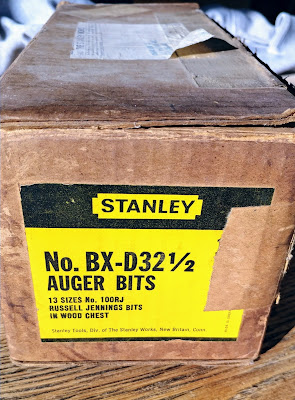 STANLEY
No. BX-D32½
AUGER BITS
13 SIZES No. 100RJ
RUSSELL JENNINGS BITS
IN WOOD CHEST
Stanley Tools, Div. of The Stanley Works, New Britain, Conn.